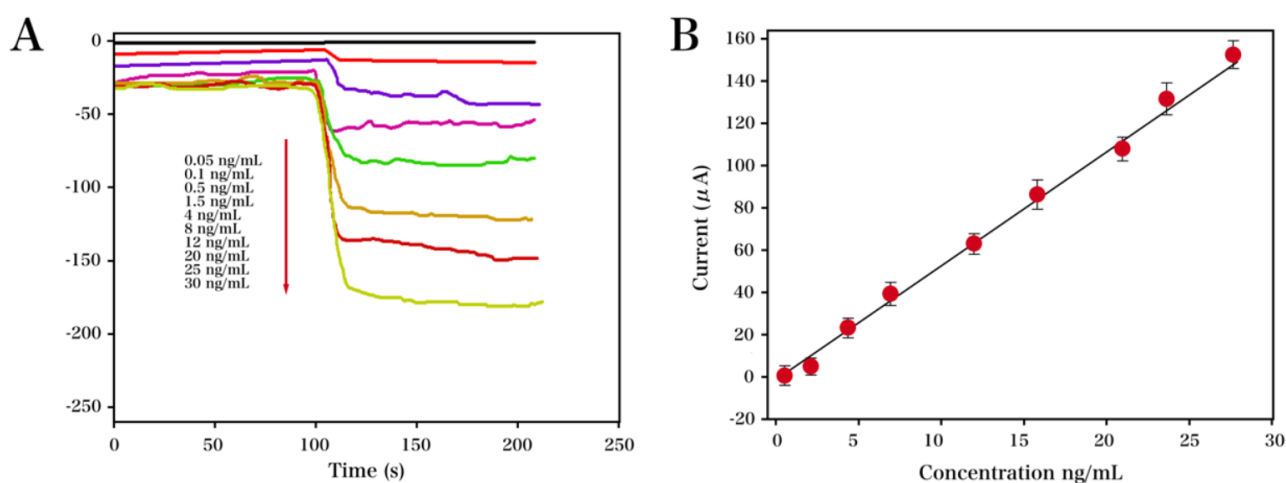 A
0
-50
-100
-150
-200
-250
0.05 ng/mL
0.1 ng/mL
0.5 ng/mL
1.5 ng/mL
4 ng/mL
8 ng/mL
12 ng/mL
20 ng/mL
25 ng/mL
30 ng/mL
0 50 100 150 200 250
Time (s)
B
Current (μA)
160
140
120
100
80
60
40
20
0
-20
0 5 10 15 20 25 30
Concentration ng/mL